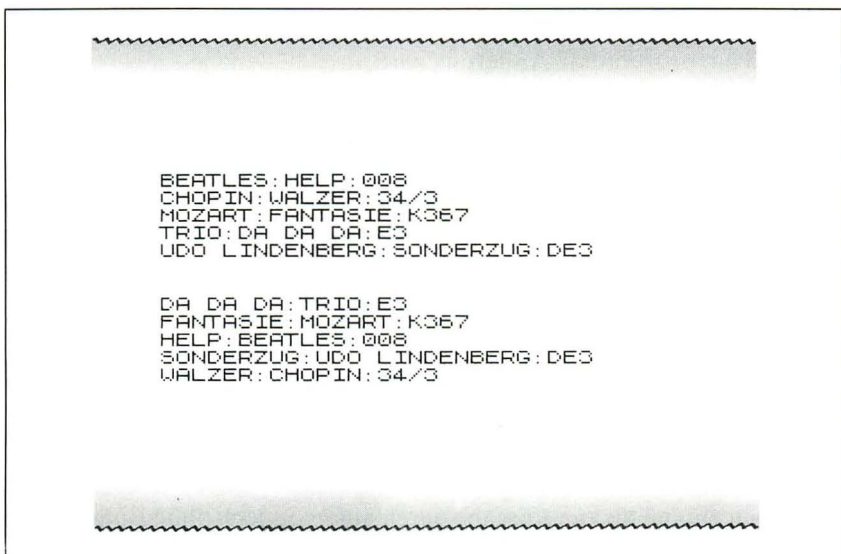 BEATLES:HELP:008
CHOPIN:WALZER:34/3
MOZART:FANTASIE:K367
TRIO:DA DA DA:E3
UDO LINDENBERG:SONDERZUG:DE3
DA DA DA:TRIO:E3
FANTASIE:MOZART:K367
HELP:BEATLES:008
SONDERZUG:UDO LINDENBERG:DE3
WALZER:CHOPIN:34/3